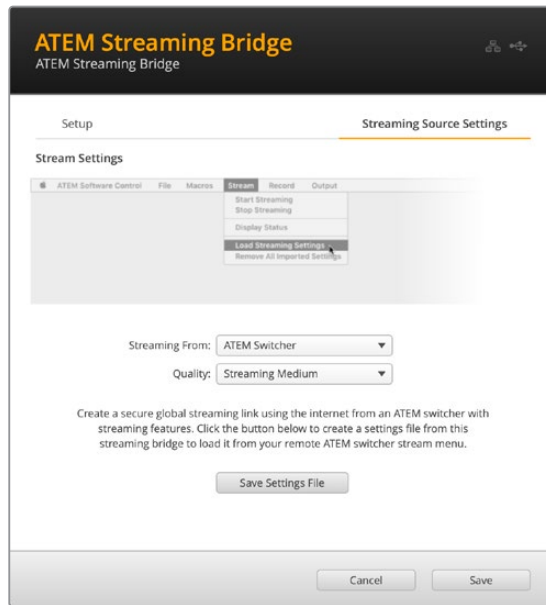 ATEM Streaming Bridge
ATEM Streaming Bridge
Setup Streaming Source Settings
Stream Settings
ATEM Software Control File Macros Stream Record Output
Start Streaming
Stop Streaming
Display Status
Load Streaming Settings
Remove All Imported Settings
Streaming From: ATEM Switcher
Quality: Streaming Medium
Create a secure global streaming link using the internet from an ATEM switcher with
streaming features. Click the button below to create a settings file from this
streaming bridge to load it from your remote ATEM switcher stream menu.
Save Settings File
Cancel Save